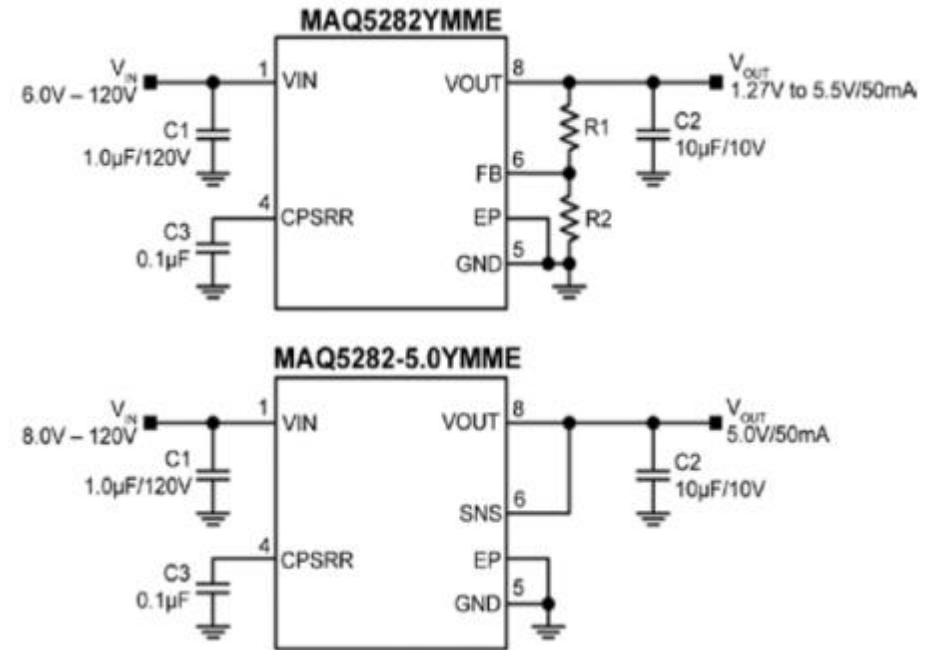 MAQ5282YMME
VIN
6.0V – 120V
1
VIN
VOUT
8
VOUT
1.27V to 5.5V/50mA
C1
1.0µF/120V
R1
C2
10µF/10V
FB
6
4
CPSRR
EP
R2
C3
0.1µF
GND
5
MAQ5282-5.0YMME
VIN
8.0V – 120V
1
VIN
VOUT
8
VOUT
5.0V/50mA
C1
1.0µF/120V
C2
10µF/10V
SNS
6
4
CPSRR
EP
C3
0.1µF
GND
5